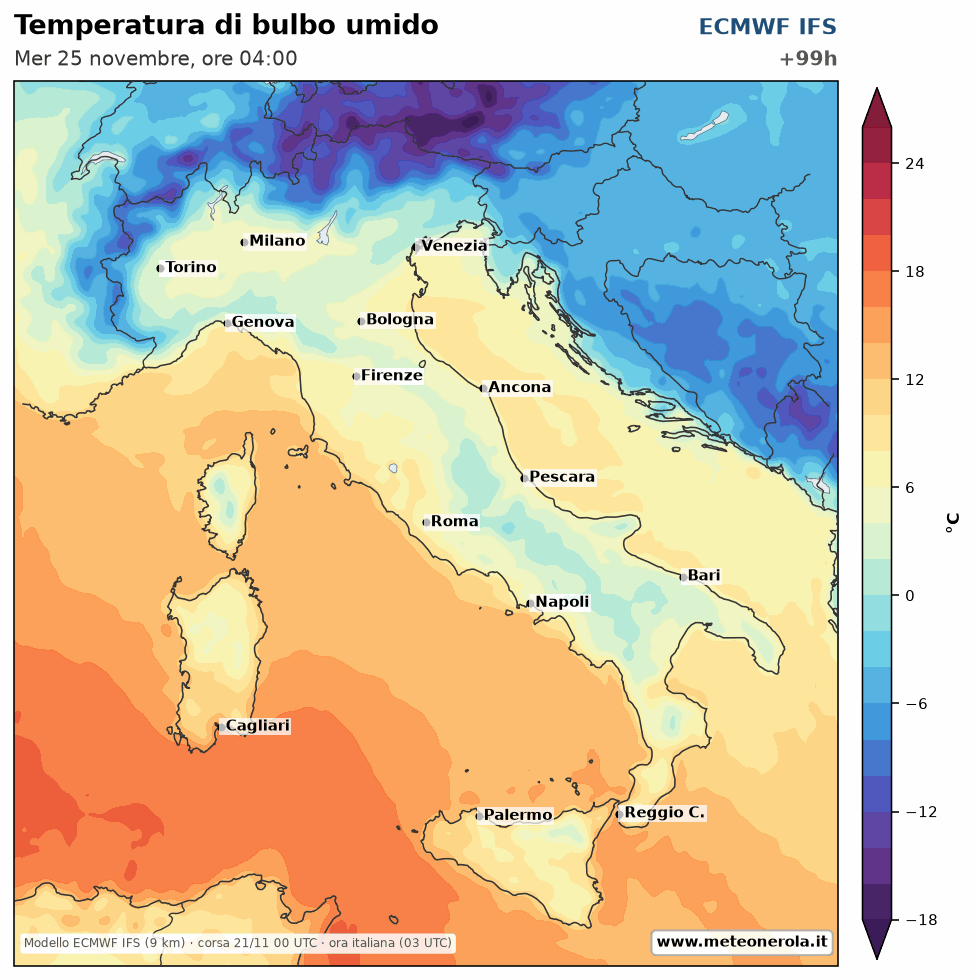 Temperatura di bulbo umido
ECMWF IFS
Mer 25 novembre, ore 04:00
+99h
Milano
Venezia
Torino
Genova
Bologna
Firenze
Ancona
Pescara
Roma
Bari
Napoli
Cagliari
Palermo
Reggio C.
24
18
12
6
0
−6
−12
−18
°C
Modello ECMWF IFS (9 km) · corsa 21/11 00 UTC · ora italiana (03 UTC)
www.meteonerola.it